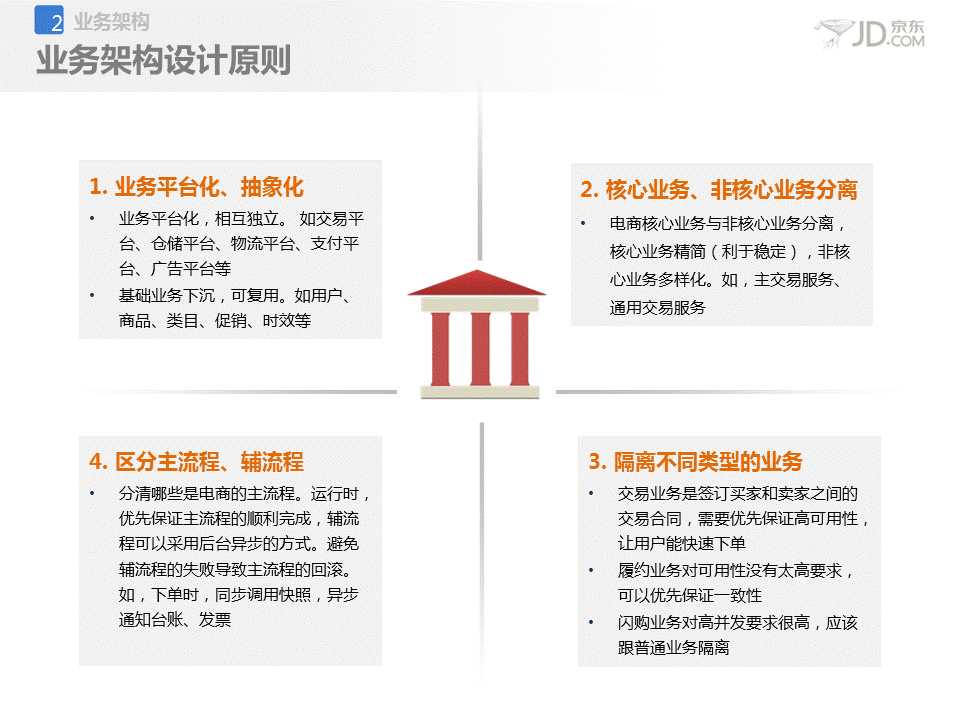 2 业务架构
业务架构设计原则
JD 京东
.COM
1. 业务平台化、抽象化
• 业务平台化，相互独立。 如交易平
台、仓储平台、物流平台、支付平
台、广告平台等
• 基础业务下沉，可复用。如用户、
商品、类目、促销、时效等
2. 核心业务、非核心业务分离
• 电商核心业务与非核心业务分离，
核心业务精简（利于稳定），非核
心业务多样化。如，主交易服务、
通用交易服务
4. 区分主流程、辅流程
• 分清哪些是电商的主流程。运行时，
优先保证主流程的顺利完成，辅流
程可以采用后台异步的方式。避免
辅流程的失败导致主流程的回滚。
如，下单时，同步调用快照，异步
通知台账、发票
3. 隔离不同类型的业务
• 交易业务是签订买家和卖家之间的
交易合同，需要优先保证高可用性，
让用户能快速下单
• 履约业务对可用性没有太高要求，
可以优先保证一致性
• 闪购业务对高并发要求很高，应该
跟普通业务隔离